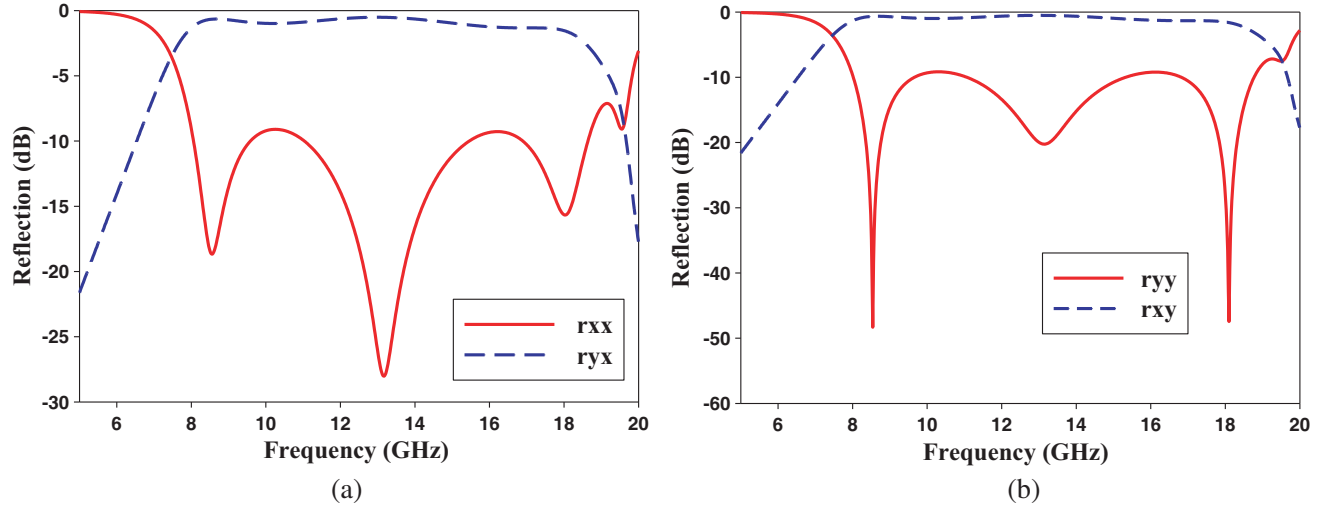 0
-5
-10
-15
-20
-25
-30
Reflection (dB)
6 8 10 12 14 16 18 20
Frequency (GHz)
rxx
ryx
(a)
0
-10
-20
-30
-40
-50
-60
Reflection (dB)
6 8 10 12 14 16 18 20
Frequency (GHz)
ryy
rxy
(b)